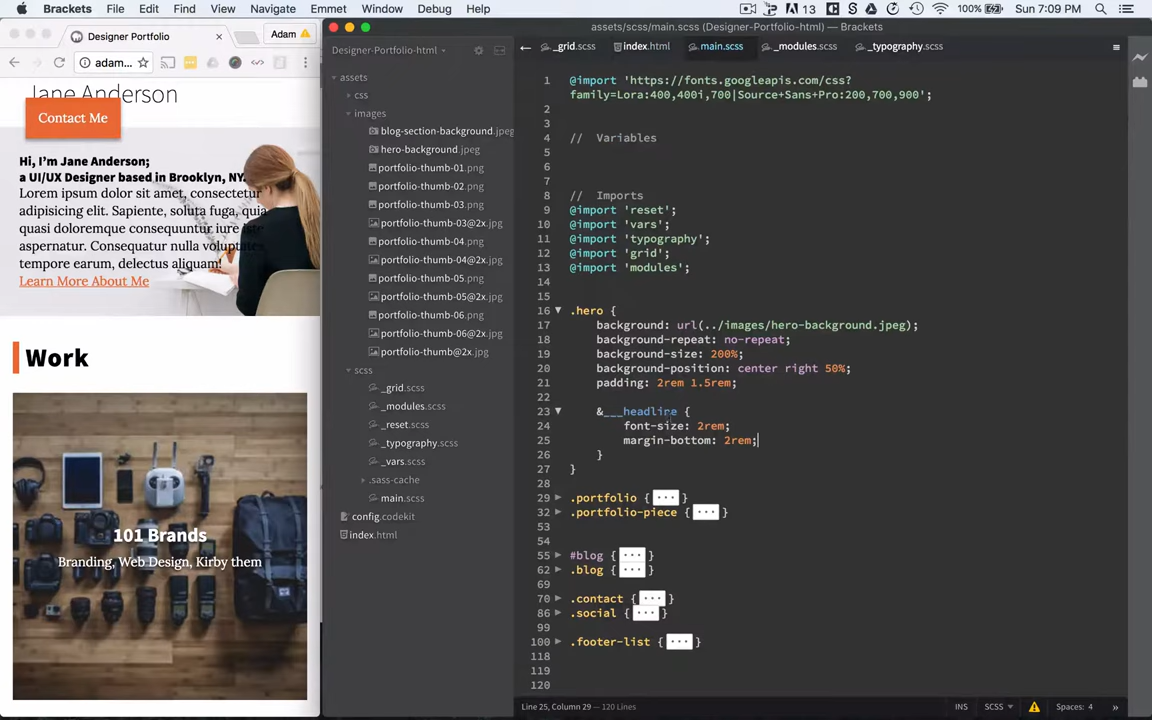 Brackets File Edit Find View Navigate Emmet Window Debug Help
13 100% Sun 7:09 PM
assets/scss/main.scss (Designer-Portfolio-html) — Brackets
Designer Portfolio
Adam
adam...
Jane Anderson
Contact Me
Hi, I'm Jane Anderson;
a UI/UX Designer based in Brooklyn, NY.
Lorem ipsum dolor sit amet, consectetur
adipisicing elit. Sapiente, soluta fuga, quia
quasi doloremque consequuntur iure iste
aspernatur. Consequatur nulla voluptates
tempore earum, delectus aliquam!
Learn More About Me
Work
101 Brands
Branding, Web Design, Kirby them
Designer-Portfolio-html
assets
css
images
blog-section-background.jpeg
hero-background.jpeg
portfolio-thumb-01.png
portfolio-thumb-02.png
portfolio-thumb-03.png
portfolio-thumb-03@2x.jpg
portfolio-thumb-04.png
portfolio-thumb-04@2x.jpg
portfolio-thumb-05.png
portfolio-thumb-05@2x.jpg
portfolio-thumb-06.png
portfolio-thumb-06@2x.jpg
portfolio-thumb@2x.jpg
scss
_grid.scss
_modules.scss
_reset.scss
_typography.scss
_vars.scss
.sass-cache
main.scss
config.codekit
index.html
_grid.scss index.html main.scss _modules.scss _typography.scss
1 @import 'https://fonts.googleapis.com/css?
family=Lora:400,400i,700|Source+Sans+Pro:200,700,900';
2
3
4 // Variables
5
6
7
8 // Imports
9 @import 'reset';
10 @import 'vars';
11 @import 'typography';
12 @import 'grid';
13 @import 'modules';
14
15
16 .hero {
17 background: url(../images/hero-background.jpeg);
18 background-repeat: no-repeat;
19 background-size: 200%;
20 background-position: center right 50%;
21 padding: 2rem 1.5rem;
22
23 &___headline {
24 font-size: 2rem;
25 margin-bottom: 2rem;
26 }
27 }
28
29 .portfolio { ... }
32 .portfolio-piece { ... }
53
54
55 #blog { ... }
62 .blog { ... }
69
70 .contact { ... }
86 .social { ... }
99
100 .footer-list { ... }
118
119
120
Line 25, Column 29 — 120 Lines
INS SCSS Spaces: 4